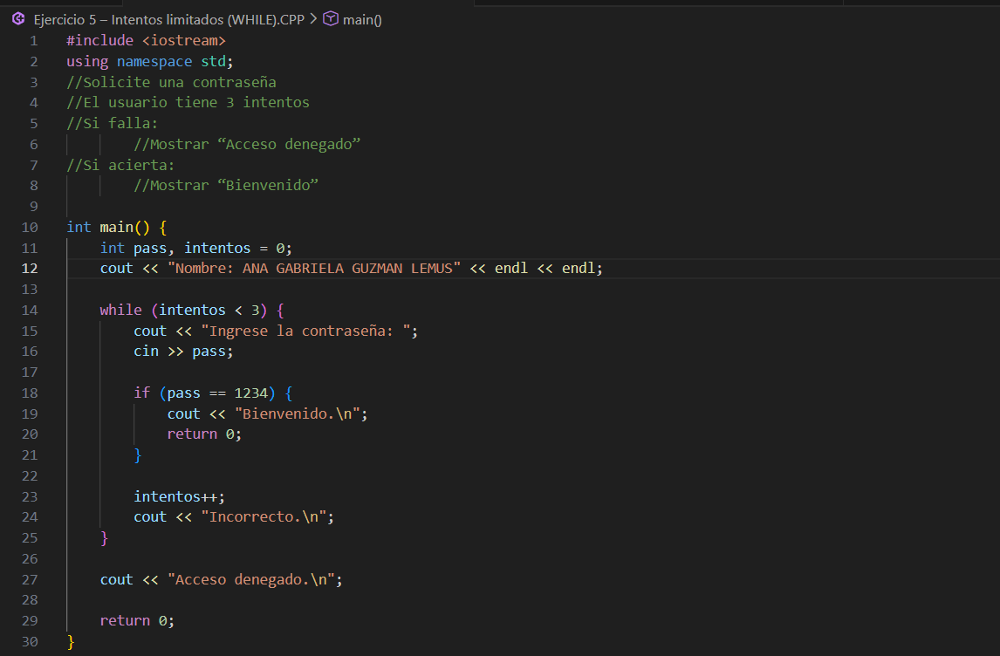 Ejercicio 5 – Intentos limitados (WHILE).CPP > main()
1 #include <iostream>
2 using namespace std;
3 //Solicite una contraseña
4 //El usuario tiene 3 intentos
5 //Si falla:
6 //Mostrar “Acceso denegado”
7 //Si acierta:
8 //Mostrar “Bienvenido”
9
10 int main() {
11 int pass, intentos = 0;
12 cout << "Nombre: ANA GABRIELA GUZMAN LEMUS" << endl << endl;
13
14 while (intentos < 3) {
15 cout << "Ingrese la contraseña: ";
16 cin >> pass;
17
18 if (pass == 1234) {
19 cout << "Bienvenido.\n";
20 return 0;
21 }
22
23 intentos++;
24 cout << "Incorrecto.\n";
25 }
26
27 cout << "Acceso denegado.\n";
28
29 return 0;
30 }